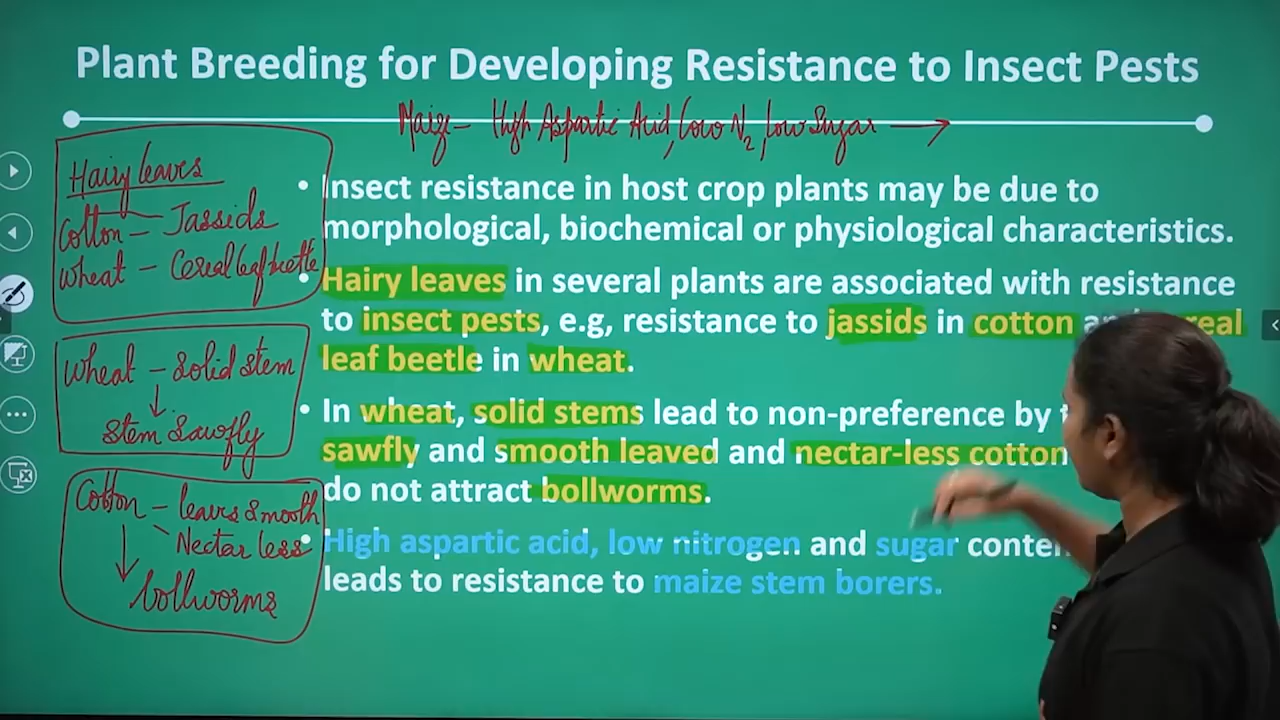 Plant Breeding for Developing Resistance to Insect Pests
Maize - High Aspartic Acid, Low N2, Low Sugar →
Hairy leaves
Cotton - Jassids
Wheat - Cereal leaf beetle
Wheat - Solid stem
↓
Stem Sawfly
Cotton - leaves smooth
Nectar less
↓
bollworms
• Insect resistance in host crop plants may be due to
morphological, biochemical or physiological characteristics.
• Hairy leaves in several plants are associated with resistance
to insect pests, e.g, resistance to jassids in cotton real
leaf beetle in wheat.
• In wheat, solid stems lead to non-preference by
sawfly and smooth leaved and nectar-less cotton
do not attract bollworms.
• High aspartic acid, low nitrogen and sugar
leads to resistance to maize stem borers.